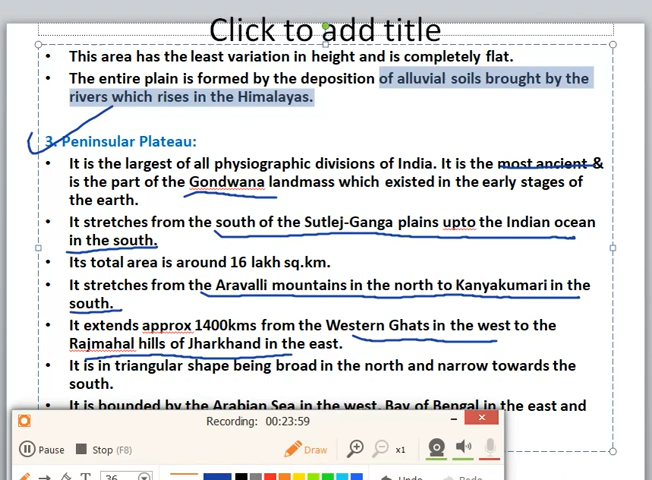 Click to add title
• This area has the least variation in height and is completely flat.
• The entire plain is formed by the deposition of alluvial soils brought by the
rivers which rises in the Himalayas.
3. Peninsular Plateau:
• It is the largest of all physiographic divisions of India. It is the most ancient &
is the part of the Gondwana landmass which existed in the early stages of
the earth.
• It stretches from the south of the Sutlej-Ganga plains upto the Indian ocean
in the south.
• Its total area is around 16 lakh sq.km.
• It stretches from the Aravalli mountains in the north to Kanyakumari in the
south.
• It extends approx 1400kms from the Western Ghats in the west to the
Rajmahal hills of Jharkhand in the east.
• It is in triangular shape being broad in the north and narrow towards the
south.
• It is bounded by the Arabian Sea in the west, Bay of Bengal in the east and
Recording: 00:23:59
Pause Stop (F8) Draw x1
T 36 Undo Redo